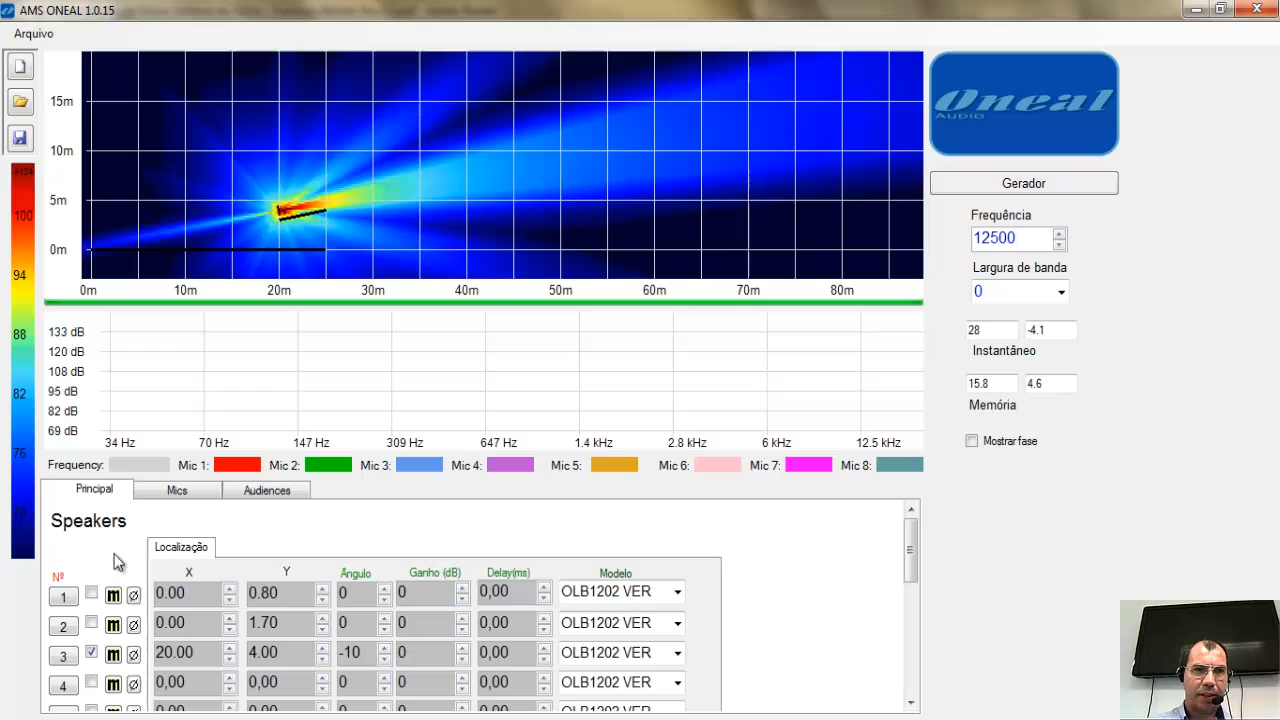 AMS ONEAL 1.0.15
Arquivo
15m
10m
5m
0m
0m 10m 20m 30m 40m 50m 60m 70m 80m
100
94
88
82
76
133 dB
120 dB
108 dB
95 dB
82 dB
69 dB
34 Hz 70 Hz 147 Hz 309 Hz 647 Hz 1.4 kHz 2.8 kHz 6 kHz 12.5 kHz
Frequency: Mic 1: Mic 2: Mic 3: Mic 4: Mic 5: Mic 6: Mic 7: Mic 8:
Oneal
AUDIO
Gerador
Frequência
12500
Largura de banda
0
28 -4.1
Instantâneo
15.8 4.6
Memória
Mostrar fase
Principal Mics Audiences
Speakers
Localização
Nº X Y Ângulo Ganho (dB) Delay(ms) Modelo
1 m Ø 0.00 0.80 0 0 0,00 OLB1202 VER
2 m Ø 0.00 1.70 0 0 0,00 OLB1202 VER
3 m Ø 20.00 4.00 -10 0 0,00 OLB1202 VER
4 m Ø 0,00 0,00 0 0 0,00 OLB1202 VER